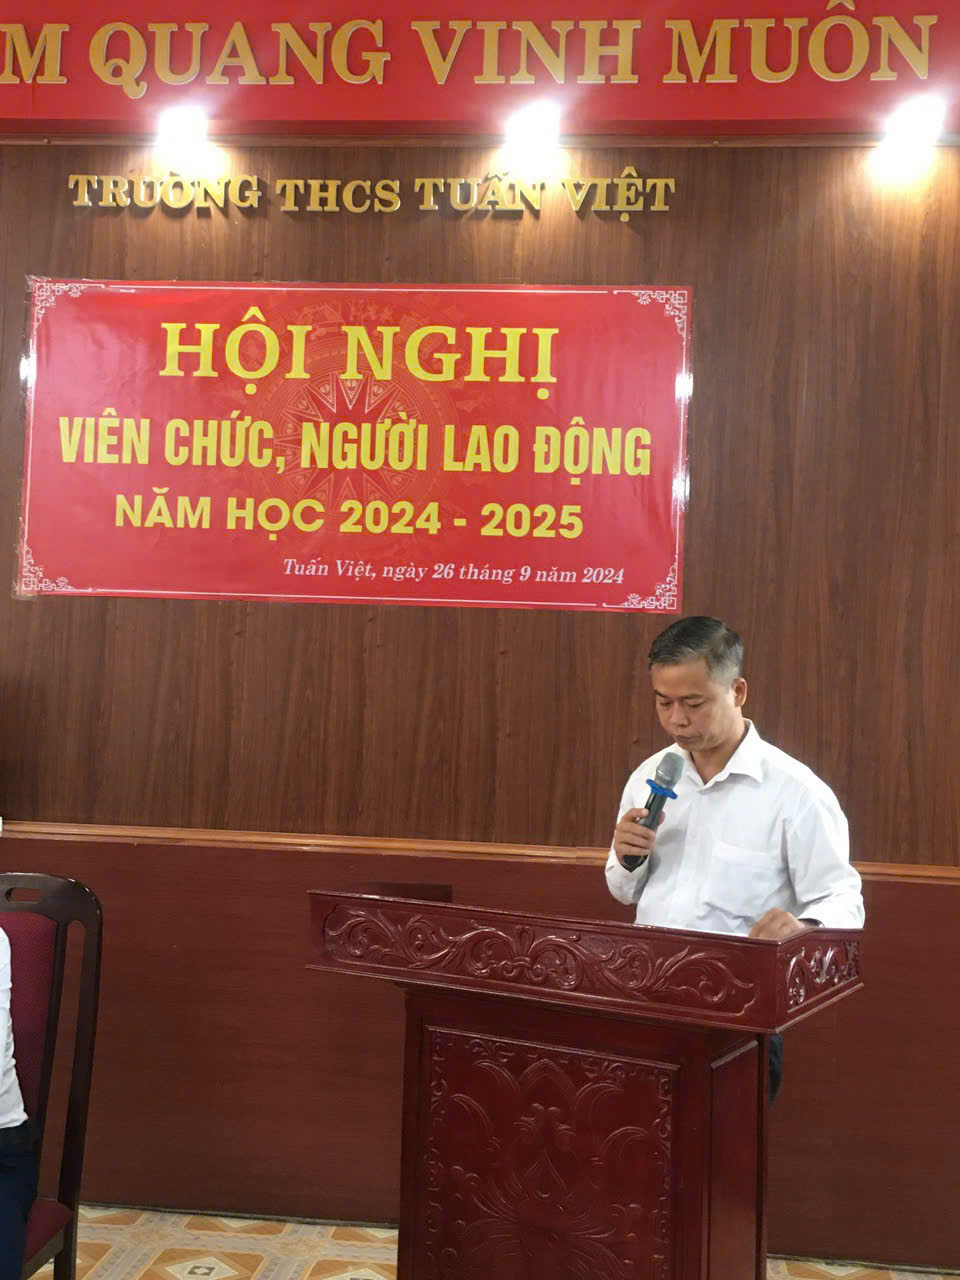 M QUANG VINH MUÔN
TRƯỜNG THCS TUẤN VIỆT
HỘI NGHỊ
VIÊN CHỨC, NGƯỜI LAO ĐỘNG
NĂM HỌC 2024 - 2025
Tuấn Việt, ngày 26 tháng 9 năm 2024